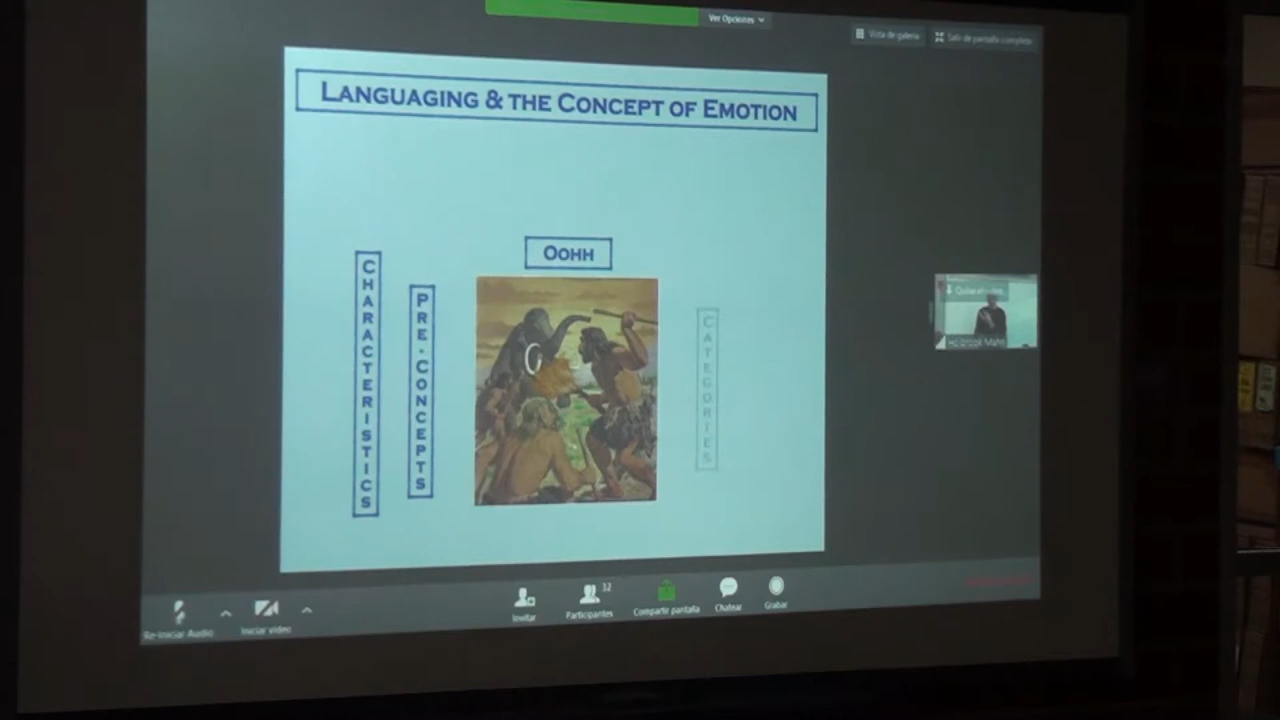 Ver Opciones
Vista de galería
Salir de pantalla completa
LANGUAGING & THE CONCEPT OF EMOTION
OOHH
CHARACTERISTICS
PRE-CONCEPTS
CATEGORIES
Re-Iniciar Audio
Iniciar video
Invitar
Participantes
12
Compartir pantalla
Chatear
Grabar